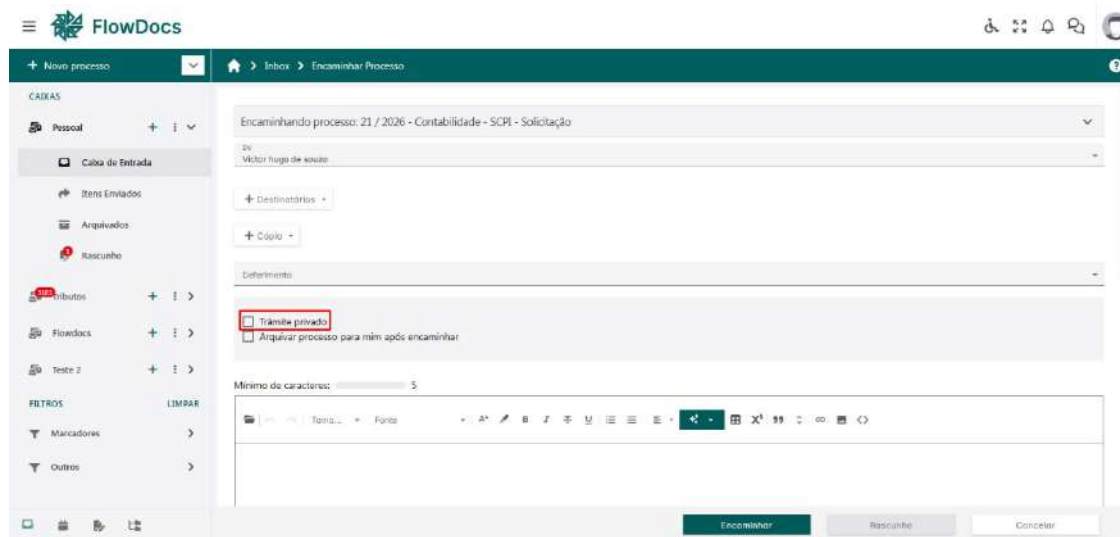 FlowDocs
+ Novo processo
Inbox > Encaminhar Processo
CAIXAS
Pessoal
Caixa de Entrada
Itens Enviados
Arquivados
Rascunho
Tributos
Flowdocs
Teste 2
FILTROS LIMPAR
Marcadores
Outros
Encaminhando processo: 21 / 2026 - Contabilidade - SCPI - Solicitação
De
Victor hugo de souza
+ Destinatários
+ Cópia
Deferimento
Trâmite privado
Arquivar processo para mim após encaminhar
Mínimo de caracteres: 5
Tama... Fonte
Encaminhar Rascunho Cancelar